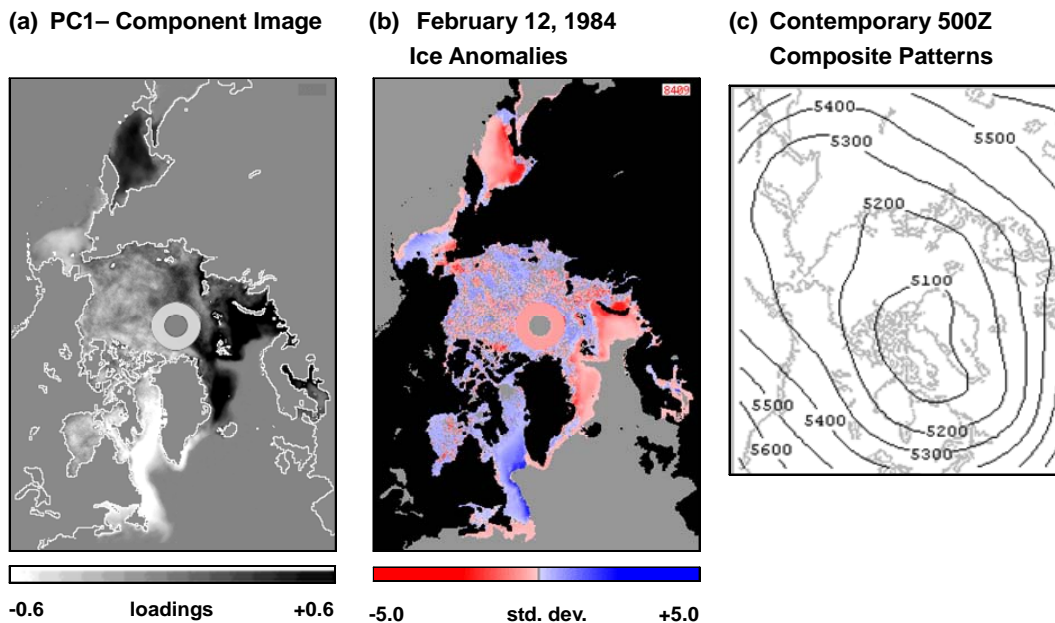 (a) PC1– Component Image
(b) February 12, 1984
Ice Anomalies
(c) Contemporary 500Z
Composite Patterns
8409
5400
5500
5300
5200
5100
5500
5400
5200
5600
5300
-0.6 loadings +0.6
-5.0 std. dev. +5.0